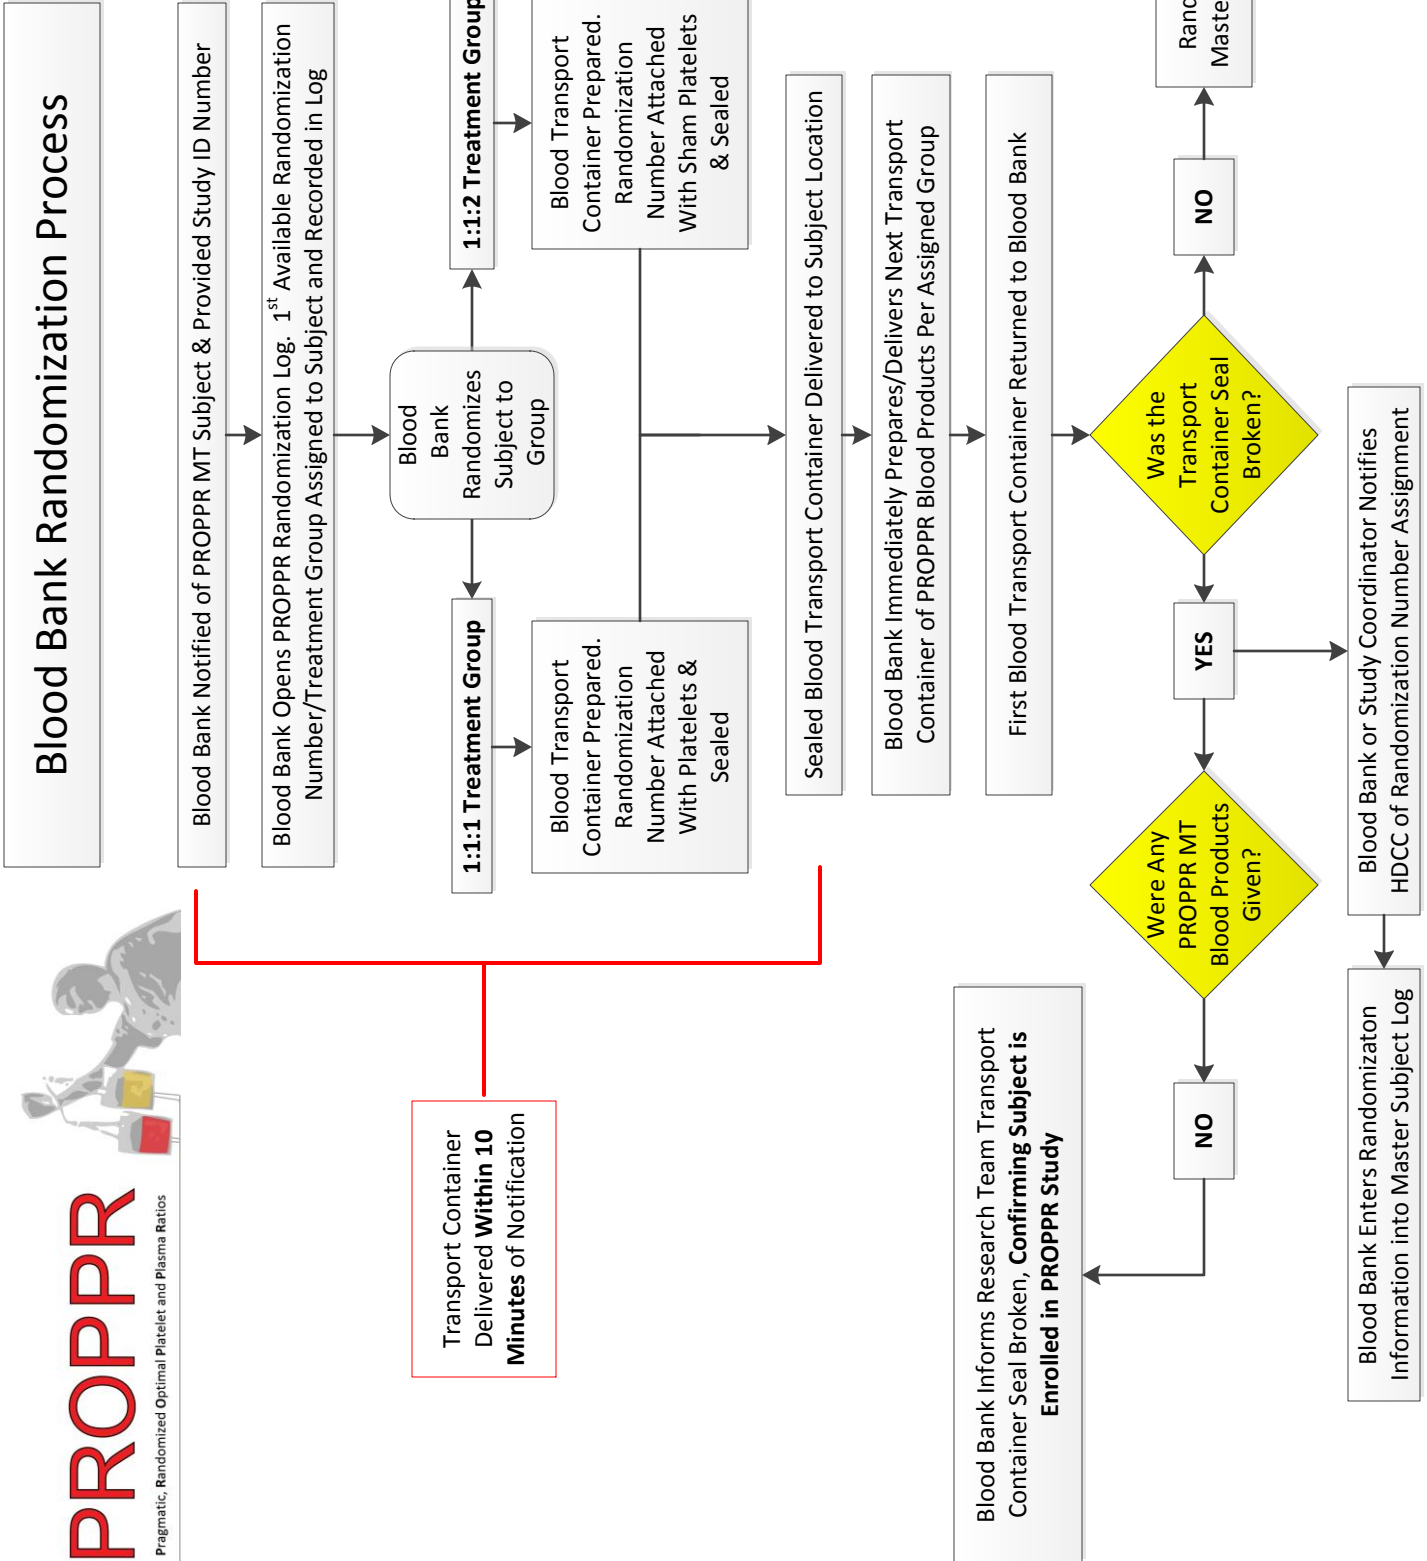 PROPPR
Pragmatic, Randomized Optimal Platelet and Plasma Ratios
Blood Bank Randomization Process
Blood Bank Notified of PROPPR MT Subject & Provided Study ID Number
Blood Bank Opens PROPPR Randomization Log. 1st Available Randomization
Number/Treatment Group Assigned to Subject and Recorded in Log
Blood
Bank
Randomizes
Subject to
Group
1:1:1 Treatment Group
1:1:2 Treatment Group
Blood Transport
Container Prepared.
Randomization
Number Attached
With Platelets &
Sealed
Blood Transport
Container Prepared.
Randomization
Number Attached
With Sham Platelets
& Sealed
Transport Container
Delivered Within 10
Minutes of Notification
Sealed Blood Transport Container Delivered to Subject Location
Blood Bank Immediately Prepares/Delivers Next Transport
Container of PROPPR Blood Products Per Assigned Group
First Blood Transport Container Returned to Blood Bank
Was the
Transport
Container Seal
Broken?
YES
NO
Were Any
PROPPR MT
Blood Products
Given?
NO
Blood Bank Informs Research Team Transport
Container Seal Broken, Confirming Subject is
Enrolled in PROPPR Study
Blood Bank or Study Coordinator Notifies
HDCC of Randomization Number Assignment
Blood Bank Enters Randomizaton
Information into Master Subject Log